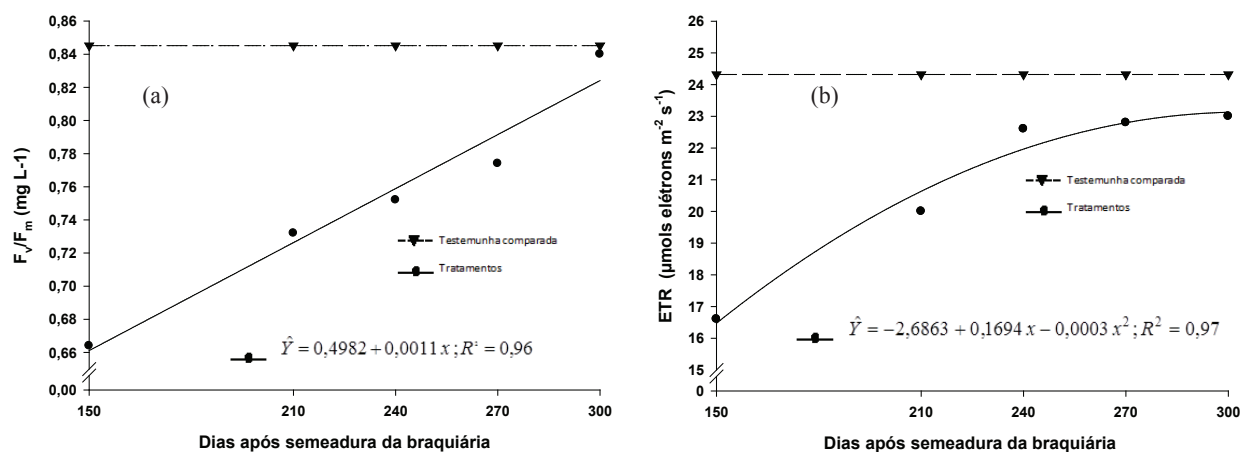 0,86
0,84
0,82
0,80
0,78
0,76
0,74
0,72
0,70
0,68
0,66
0,00
F_v/F_m (mg L-1)
(a)
Testemunha comparada
Tratamentos
Ŷ = 0,4982 + 0,0011 x ; R² = 0,96
150 210 240 270 300
Dias após semeadura da braquiária
26
25
24
23
22
21
20
19
18
17
16
15
0
ETR (µmols elétrons m⁻² s⁻¹)
(b)
Testemunha comparada
Tratamentos
Ŷ = −2,6863 + 0,1694 x − 0,0003 x² ; R² = 0,97
150 210 240 270 300
Dias após semeadura da braquiária